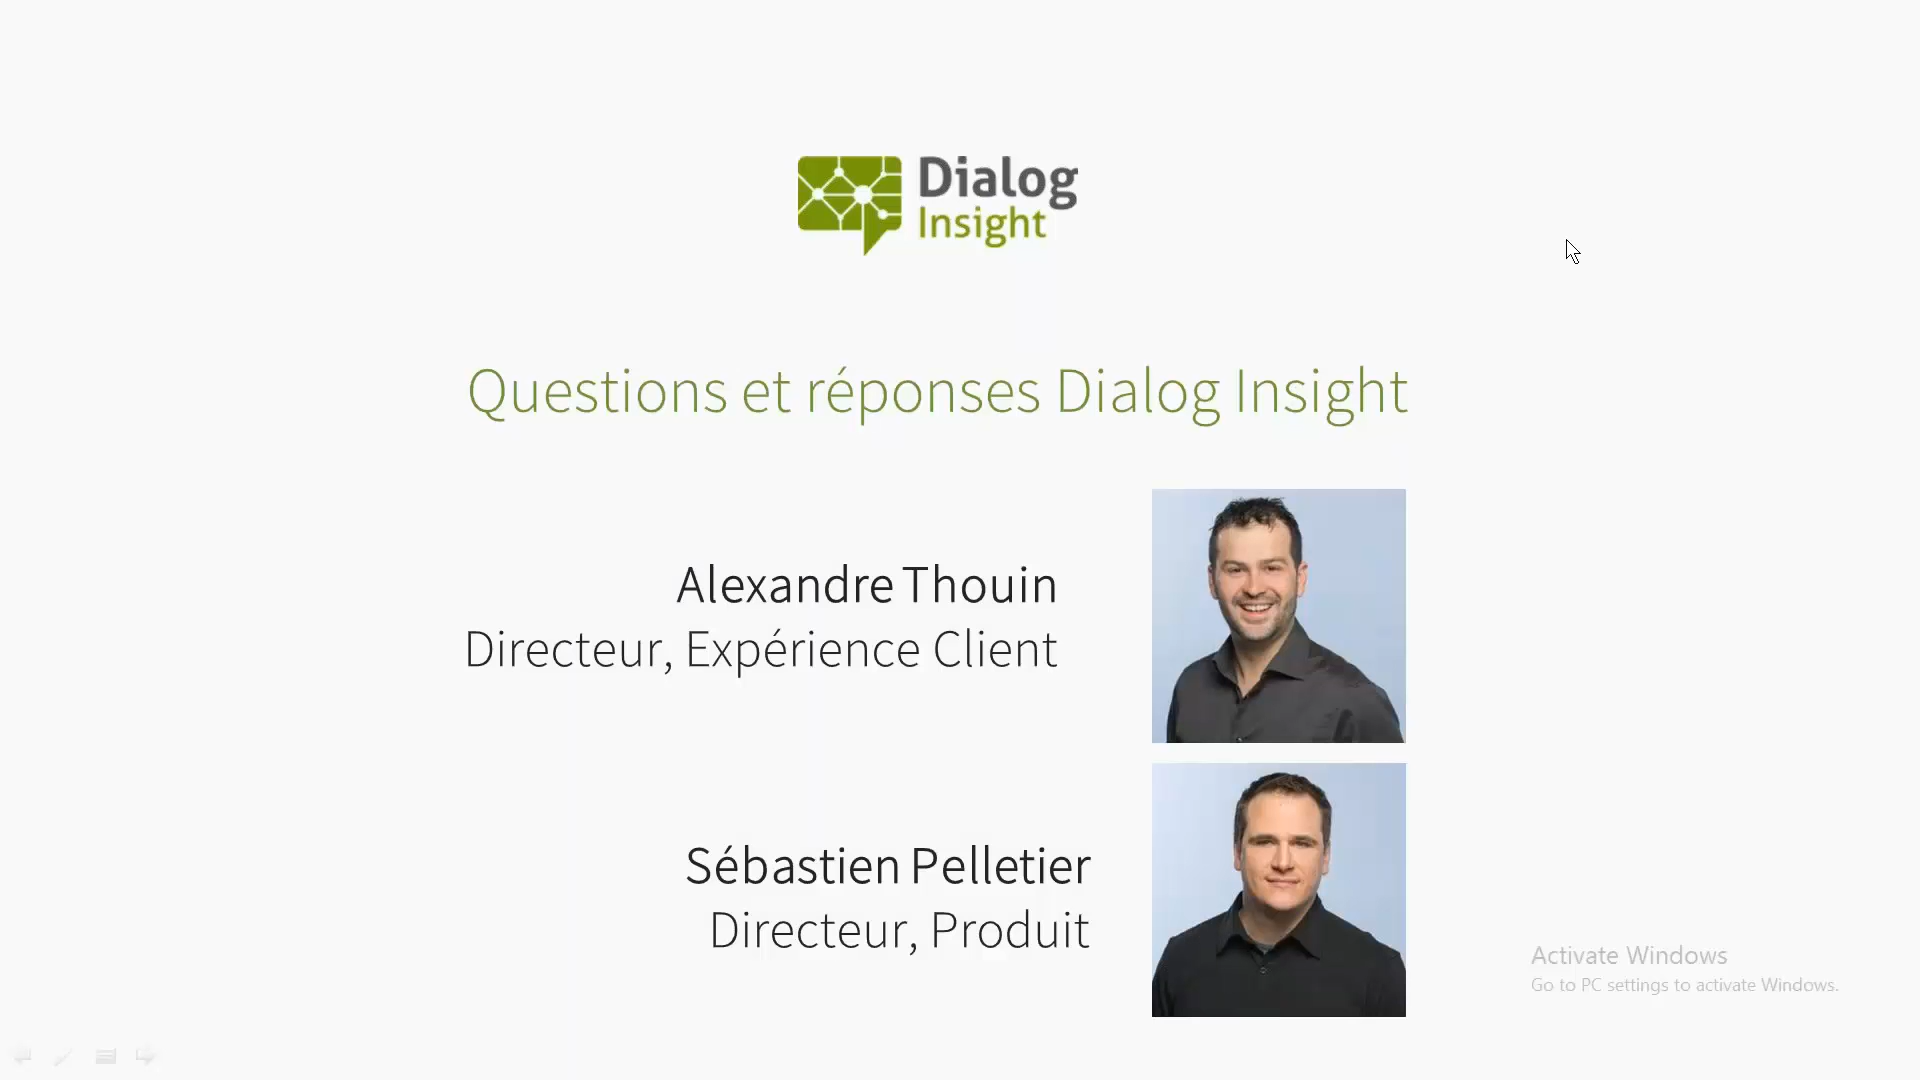 Dialog
Insight
Questions et réponses Dialog Insight
Alexandre Thouin
Directeur, Expérience Client
Sébastien Pelletier
Directeur, Produit
Activate Windows
Go to PC settings to activate Windows.